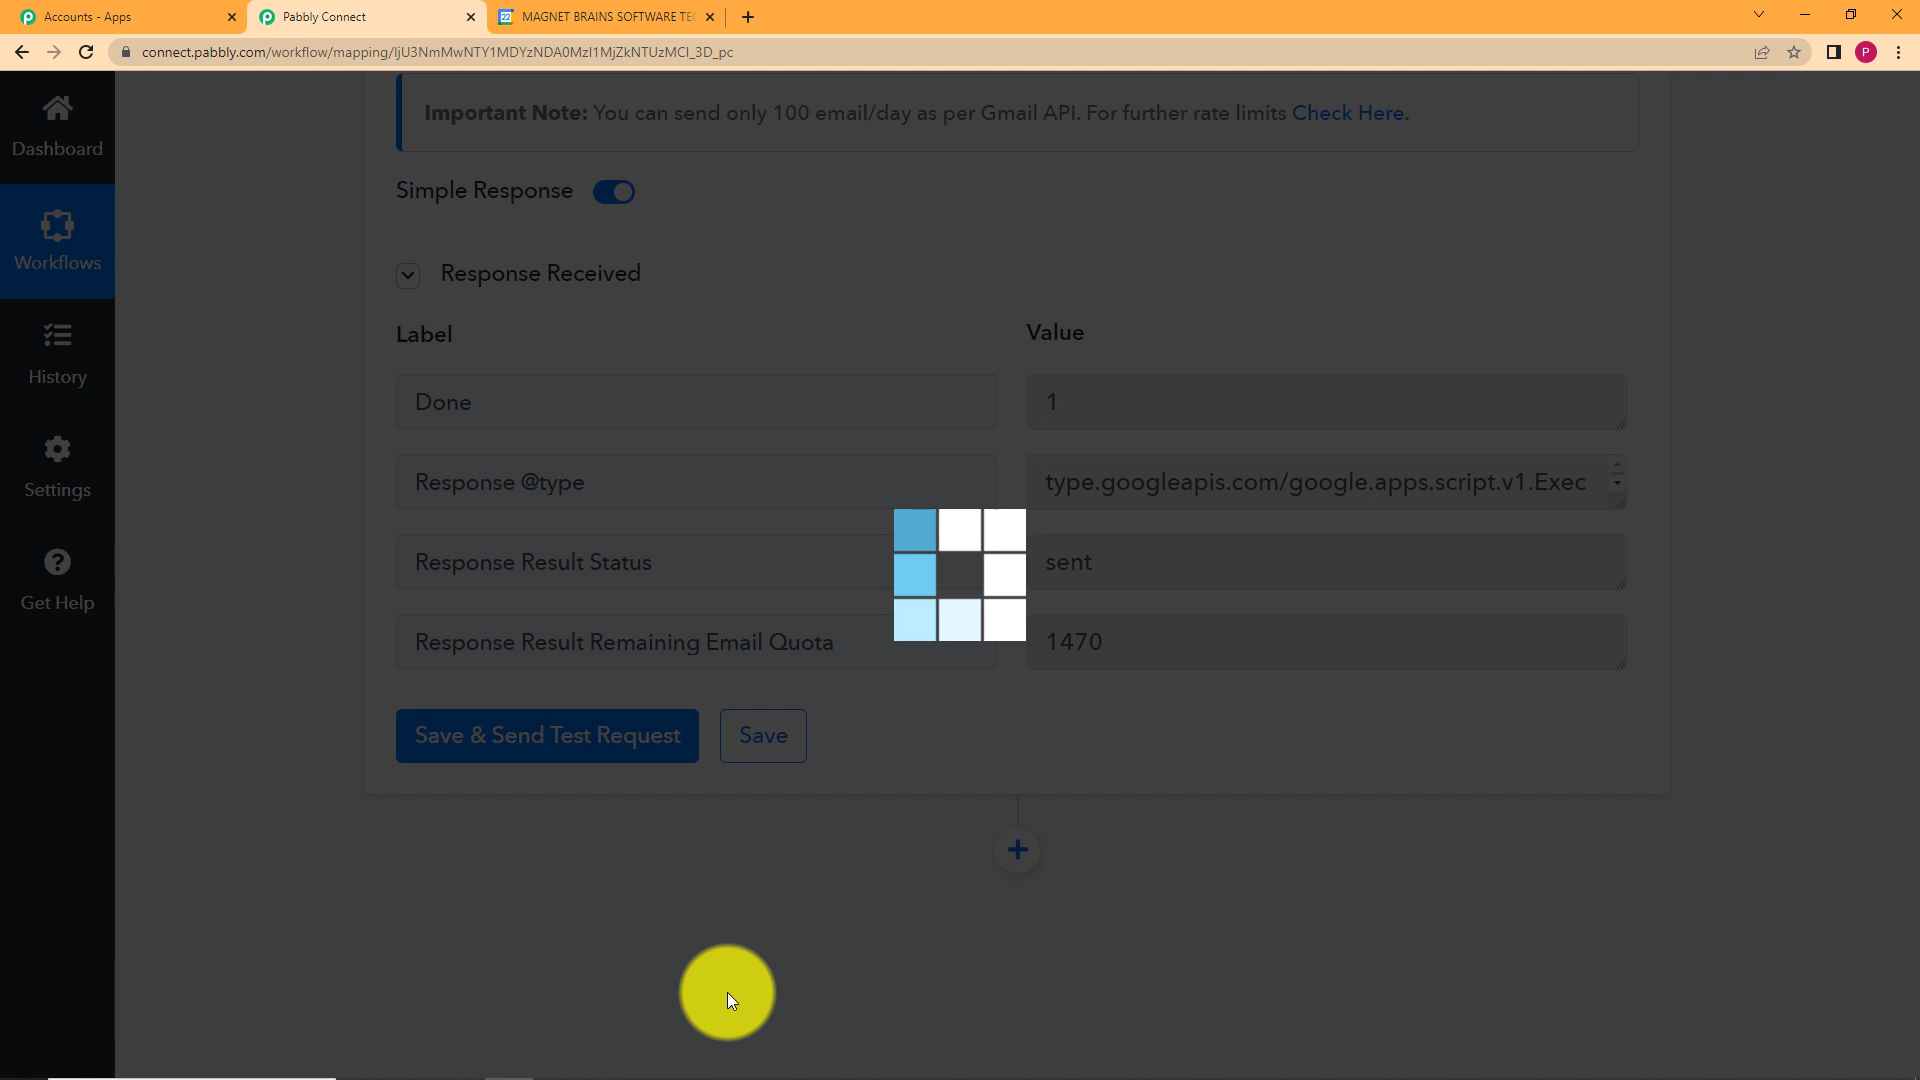 Accounts - Apps
Pabbly Connect
22
MAGNET BRAINS SOFTWARE TE
connect.pabbly.com/workflow/mapping/IjU3NmMwNTY1MDYzNDA0MzI1MjZkNTUzMCI_3D_pc
P
Important Note: You can send only 100 email/day as per Gmail API. For further rate limits Check Here.
Dashboard
Simple Response
Workflows
Response Received
Label
Value
History
Done
1
Response @type
type.googleapis.com/google.apps.script.v1.Exec
Settings
Response Result Status
sent
Get Help
Response Result Remaining Email Quota
1470
Save & Send Test Request
Save